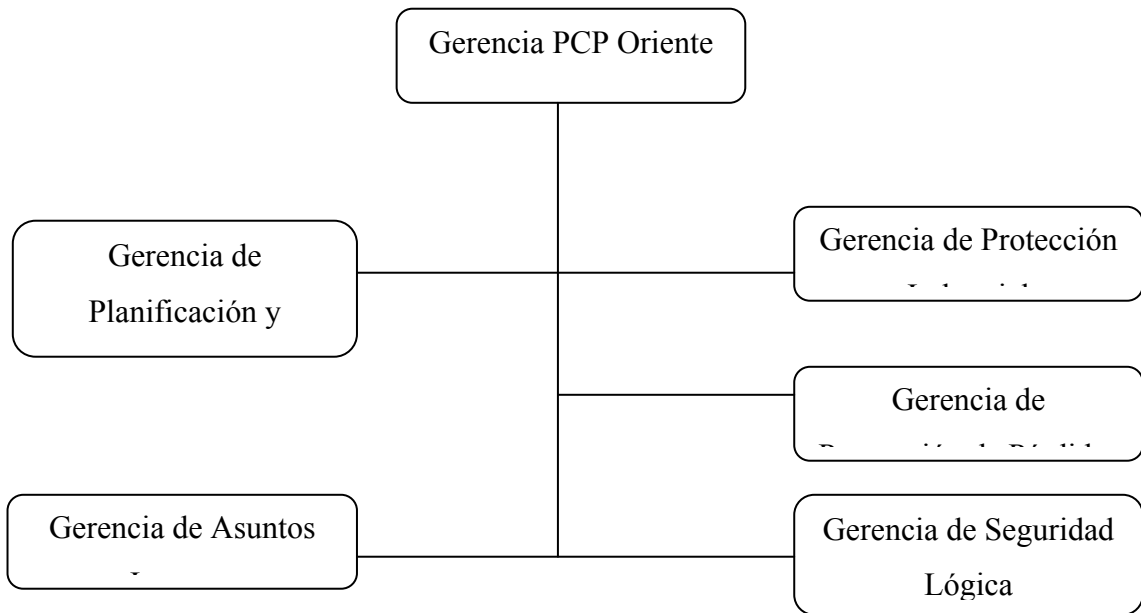 Gerencia PCP Oriente
Gerencia de
Planificación y
Gerencia de Protección
Gerencia de
Gerencia de Asuntos
Gerencia de Seguridad
Lógica